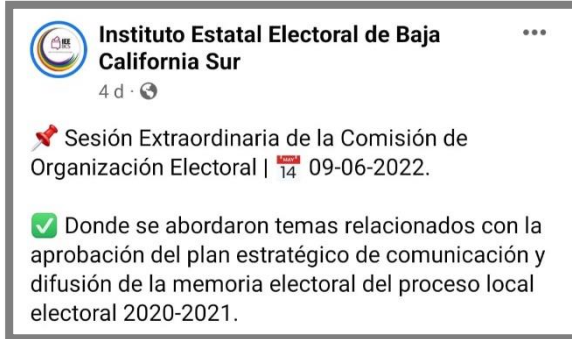 Instituto Estatal Electoral de Baja
California Sur
4 d ·
📌 Sesión Extraordinaria de la Comisión de
Organización Electoral | 📅 09-06-2022.
✅ Donde se abordaron temas relacionados con la
aprobación del plan estratégico de comunicación y
difusión de la memoria electoral del proceso local
electoral 2020-2021.